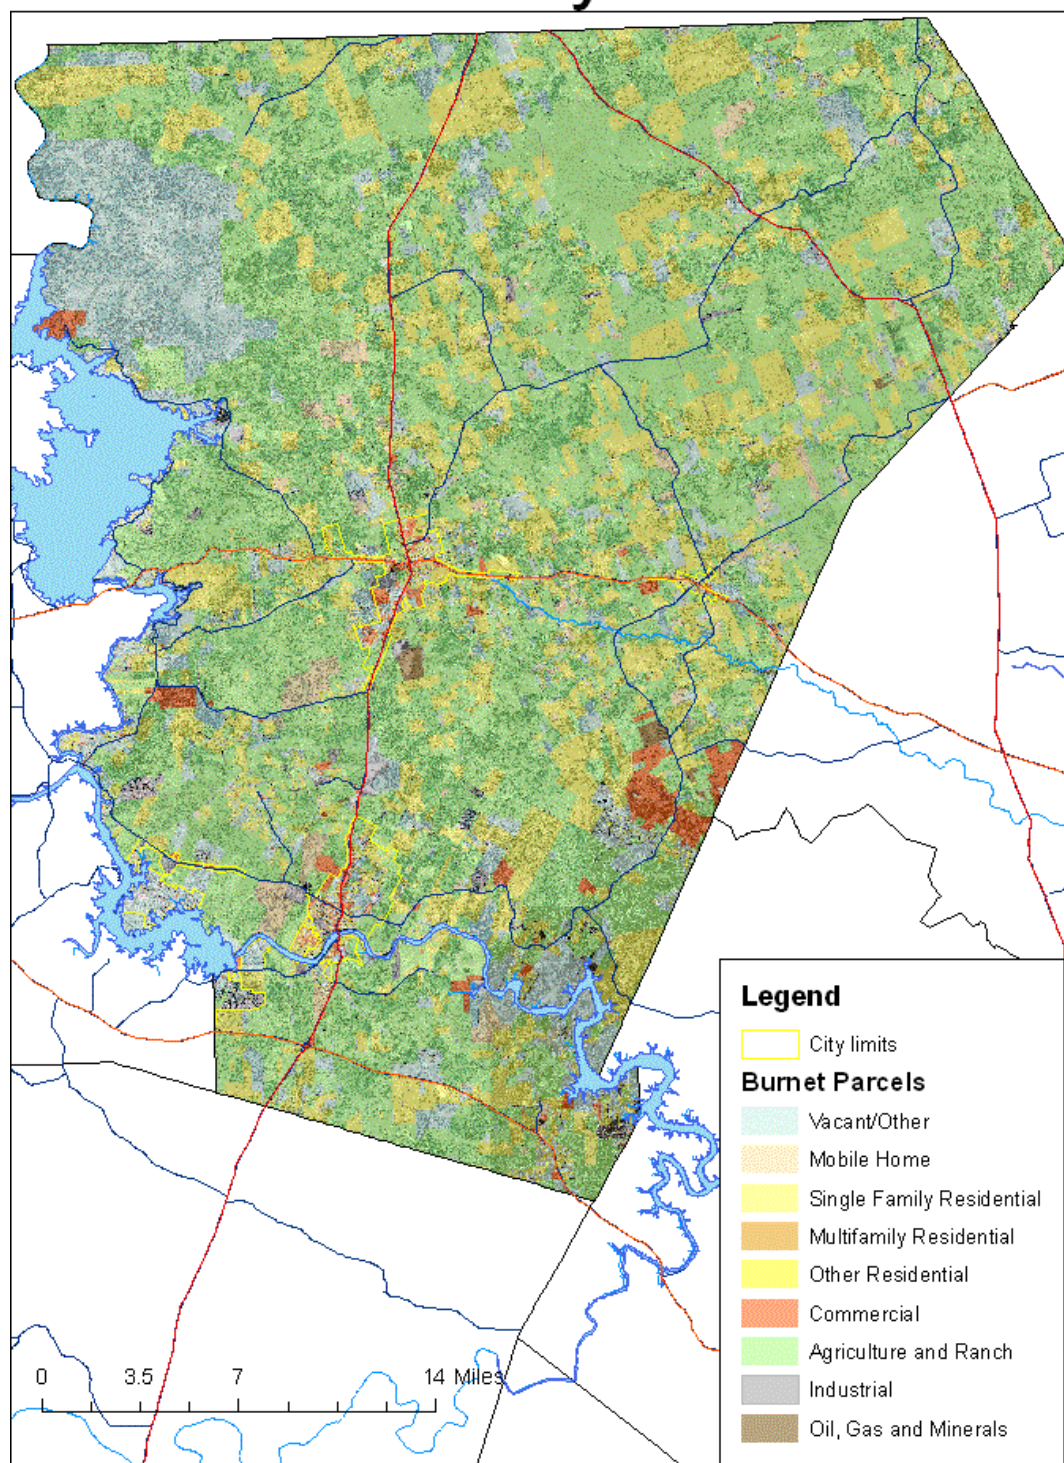 Legend
City limits
Burnet Parcels
Vacant/Other
Mobile Home
Single Family Residential
Multifamily Residential
Other Residential
Commercial
Agriculture and Ranch
Industrial
Oil, Gas and Minerals
0 3.5 7 14 Miles